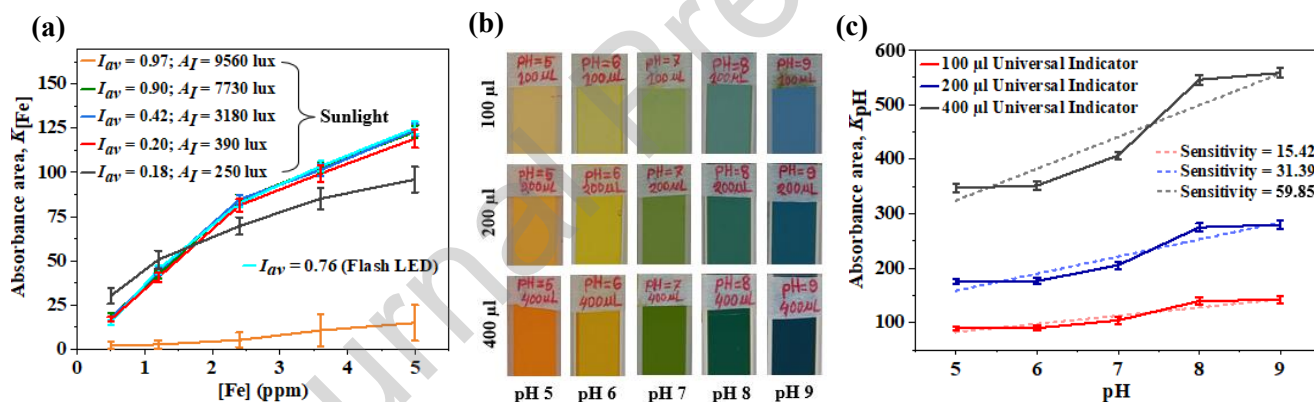 (a)
Absorbance area, K[Fe]
150
125
100
75
50
25
0
Iav = 0.97; AI = 9560 lux
Iav = 0.90; AI = 7730 lux
Iav = 0.42; AI = 3180 lux
Iav = 0.20; AI = 390 lux
Iav = 0.18; AI = 250 lux
Sunlight
Iav = 0.76 (Flash LED)
0 1 2 3 4 5
[Fe] (ppm)
(b)
100 µl
PH=5 PH=6 PH=7 PH=8 PH=9
100µL 100µL 100µL 100µL 100µL
200 µl
PH=5 PH=6 PH=7 PH=8 PH=9
200µL 200µL 200µL 200µL 200µL
400 µl
PH=5 PH=6 PH=7 PH=8 PH=9
400µL 400µL 400µL 400µL 400µL
pH 5 pH 6 pH 7 pH 8 pH 9
(c)
Absorbance area, KpH
600
500
400
300
200
100
100 µl Universal Indicator
200 µl Universal Indicator
400 µl Universal Indicator
Sensitivity = 15.42
Sensitivity = 31.39
Sensitivity = 59.85
5 6 7 8 9
pH
urnal Pre